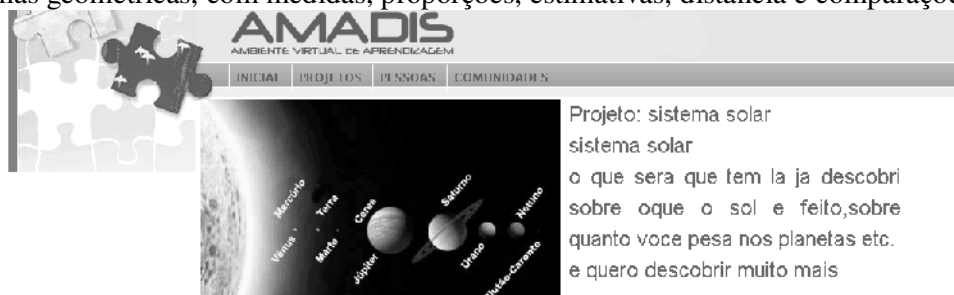 mas geométricas, com medidas, proporções, estimativas, distância e comparaçõe
AMADIS
AMBIENTE VIRTUAL DE APRENDIZAGEM
INICIAL PROJETOS PESSOAS COMUNIDADES
Projeto: sistema solar
sistema solar
o que sera que tem la ja descobri
sobre oque o sol e feito,sobre
quanto voce pesa nos planetas etc.
e quero descobrir muito mais
Mercúrio
Vênus
Terra
Marte
Ceres
Júpiter
Saturno
Urano
Netuno
Plutão-Caronte